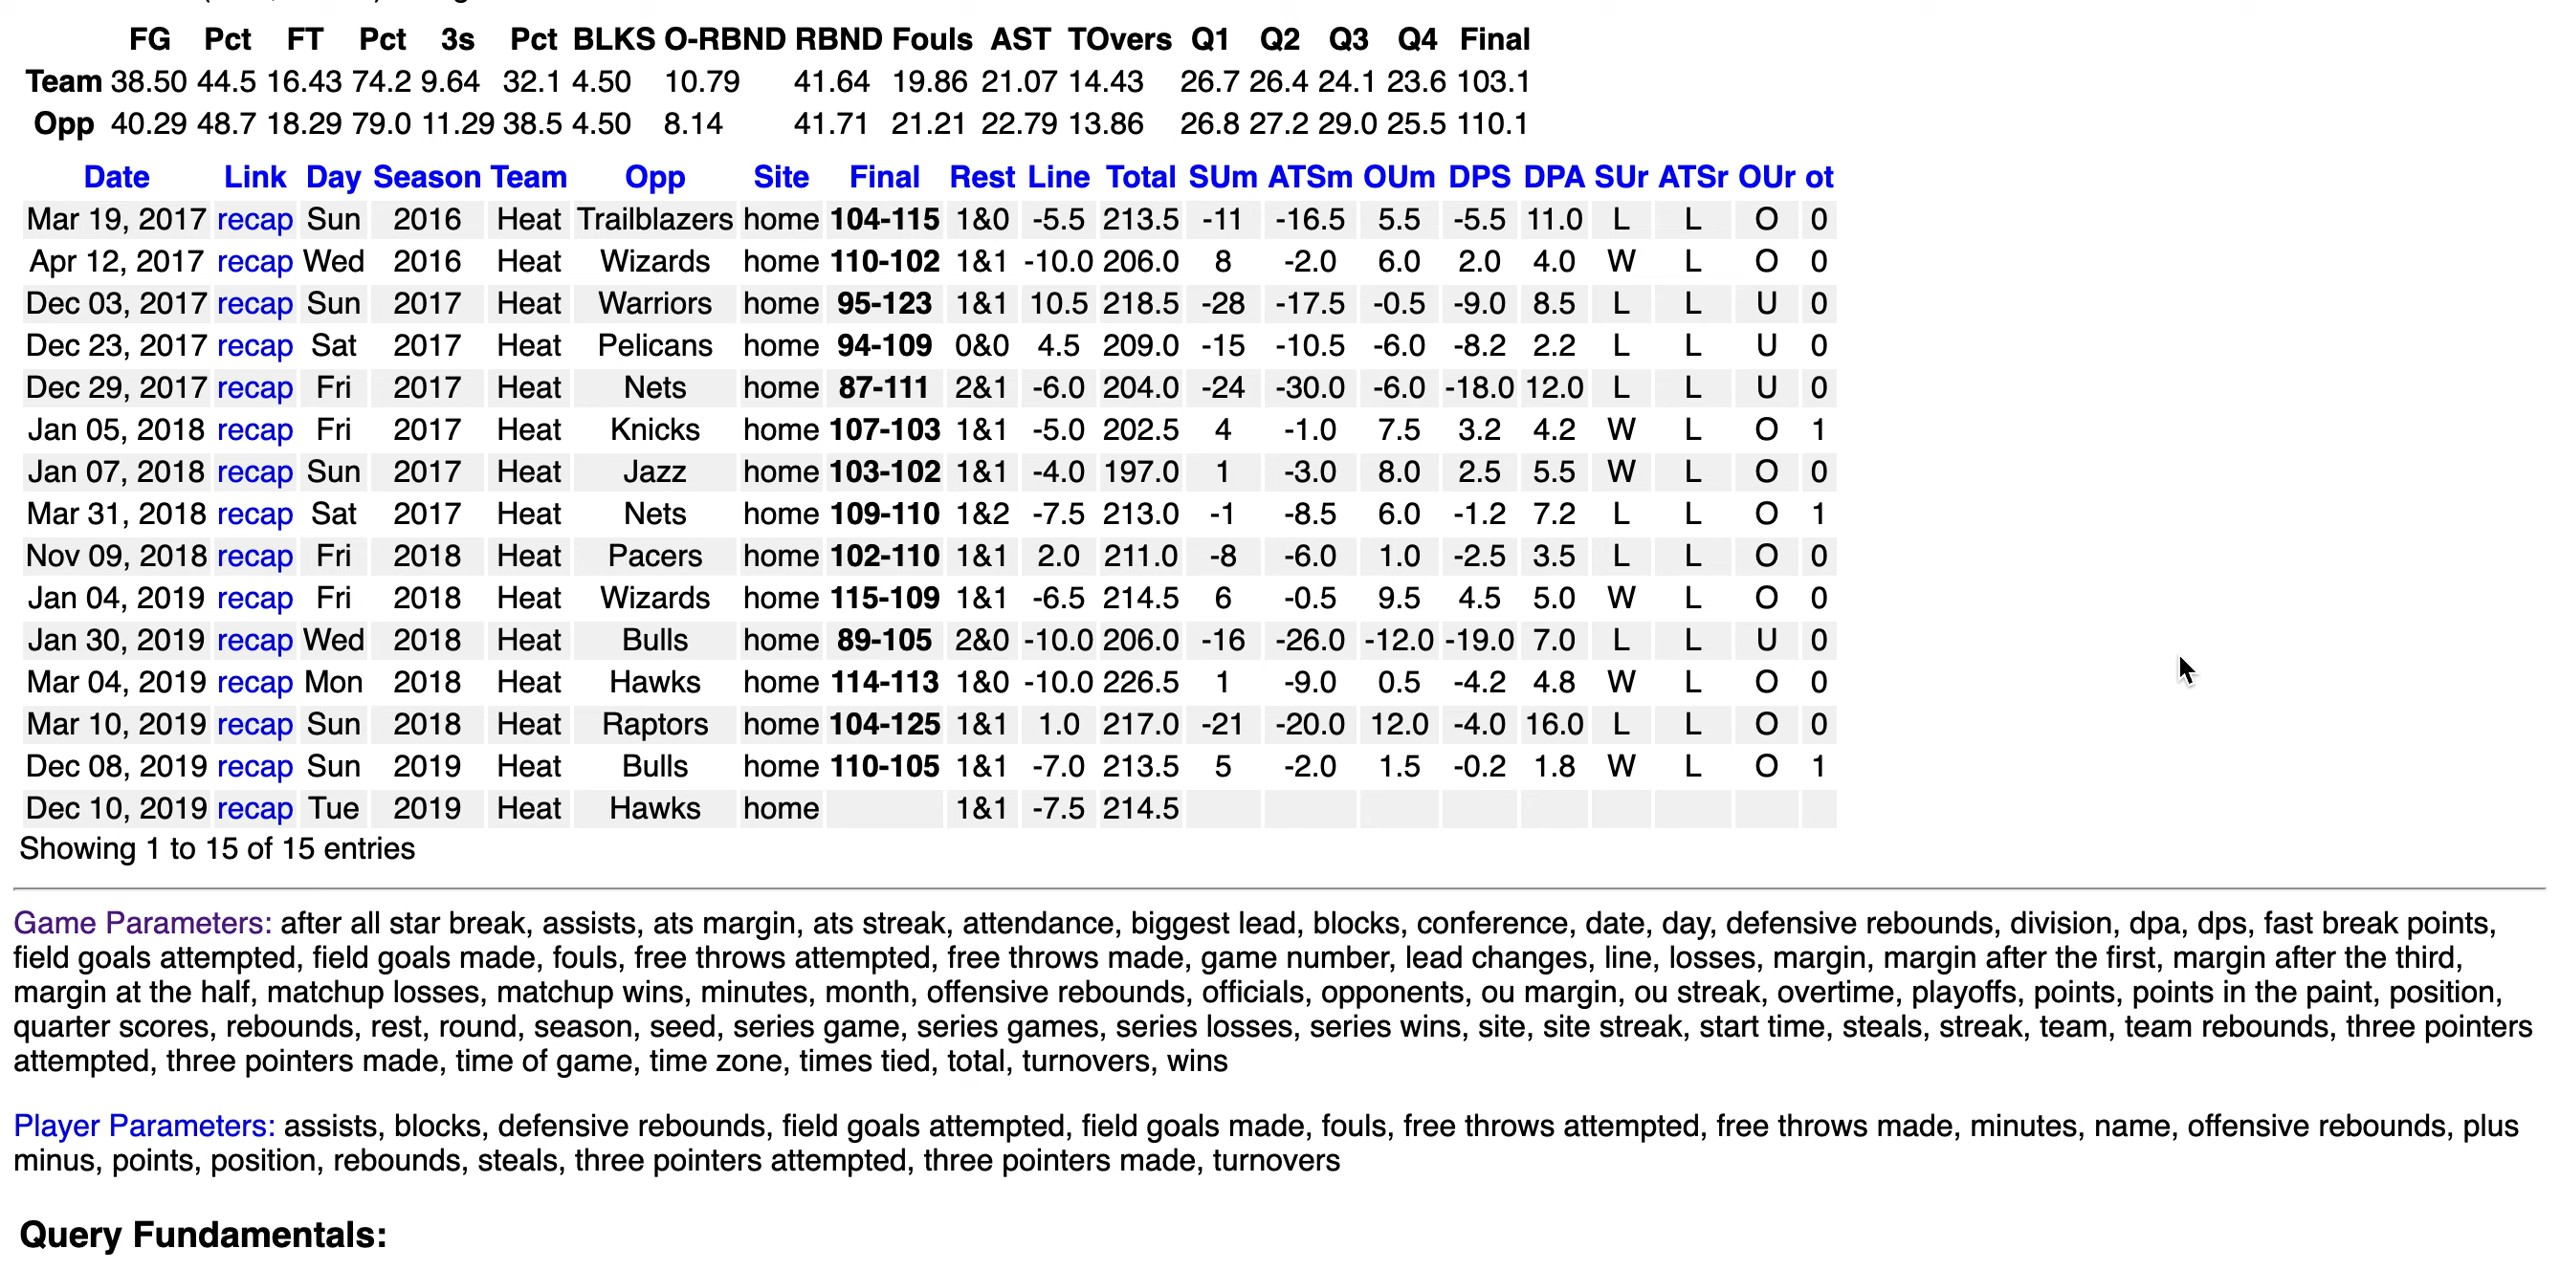 FG Pct FT Pct 3s Pct BLKS O-RBND RBND Fouls AST TOvers Q1 Q2 Q3 Q4 Final
Team 38.50 44.5 16.43 74.2 9.64 32.1 4.50 10.79 41.64 19.86 21.07 14.43 26.7 26.4 24.1 23.6 103.1
Opp 40.29 48.7 18.29 79.0 11.29 38.5 4.50 8.14 41.71 21.21 22.79 13.86 26.8 27.2 29.0 25.5 110.1
Date Link Day Season Team Opp Site Final Rest Line Total SUm ATSm OUm DPS DPA SUr ATSr OUr ot
Mar 19, 2017 recap Sun 2016 Heat Trailblazers home 104-115 1&0 -5.5 213.5 -11 -16.5 5.5 -5.5 11.0 L L O 0
Apr 12, 2017 recap Wed 2016 Heat Wizards home 110-102 1&1 -10.0 206.0 8 -2.0 6.0 2.0 4.0 W L O 0
Dec 03, 2017 recap Sun 2017 Heat Warriors home 95-123 1&1 10.5 218.5 -28 -17.5 -0.5 -9.0 8.5 L L U 0
Dec 23, 2017 recap Sat 2017 Heat Pelicans home 94-109 0&0 4.5 209.0 -15 -10.5 -6.0 -8.2 2.2 L L U 0
Dec 29, 2017 recap Fri 2017 Heat Nets home 87-111 2&1 -6.0 204.0 -24 -30.0 -6.0 -18.0 12.0 L L U 0
Jan 05, 2018 recap Fri 2017 Heat Knicks home 107-103 1&1 -5.0 202.5 4 -1.0 7.5 3.2 4.2 W L O 1
Jan 07, 2018 recap Sun 2017 Heat Jazz home 103-102 1&1 -4.0 197.0 1 -3.0 8.0 2.5 5.5 W L O 0
Mar 31, 2018 recap Sat 2017 Heat Nets home 109-110 1&2 -7.5 213.0 -1 -8.5 6.0 -1.2 7.2 L L O 1
Nov 09, 2018 recap Fri 2018 Heat Pacers home 102-110 1&1 2.0 211.0 -8 -6.0 1.0 -2.5 3.5 L L O 0
Jan 04, 2019 recap Fri 2018 Heat Wizards home 115-109 1&1 -6.5 214.5 6 -0.5 9.5 4.5 5.0 W L O 0
Jan 30, 2019 recap Wed 2018 Heat Bulls home 89-105 2&0 -10.0 206.0 -16 -26.0 -12.0 -19.0 7.0 L L U 0
Mar 04, 2019 recap Mon 2018 Heat Hawks home 114-113 1&0 -10.0 226.5 1 -9.0 0.5 -4.2 4.8 W L O 0
Mar 10, 2019 recap Sun 2018 Heat Raptors home 104-125 1&1 1.0 217.0 -21 -20.0 12.0 -4.0 16.0 L L O 0
Dec 08, 2019 recap Sun 2019 Heat Bulls home 110-105 1&1 -7.0 213.5 5 -2.0 1.5 -0.2 1.8 W L O 1
Dec 10, 2019 recap Tue 2019 Heat Hawks home 1&1 -7.5 214.5
Showing 1 to 15 of 15 entries
Game Parameters: after all star break, assists, ats margin, ats streak, attendance, biggest lead, blocks, conference, date, day, defensive rebounds, division, dpa, dps, fast break points,
field goals attempted, field goals made, fouls, free throws attempted, free throws made, game number, lead changes, line, losses, margin, margin after the first, margin after the third,
margin at the half, matchup losses, matchup wins, minutes, month, offensive rebounds, officials, opponents, ou margin, ou streak, overtime, playoffs, points, points in the paint, position,
quarter scores, rebounds, rest, round, season, seed, series game, series games, series losses, series wins, site, site streak, start time, steals, streak, team, team rebounds, three pointers
attempted, three pointers made, time of game, time zone, times tied, total, turnovers, wins
Player Parameters: assists, blocks, defensive rebounds, field goals attempted, field goals made, fouls, free throws attempted, free throws made, minutes, name, offensive rebounds, plus
minus, points, position, rebounds, steals, three pointers attempted, three pointers made, turnovers
Query Fundamentals: